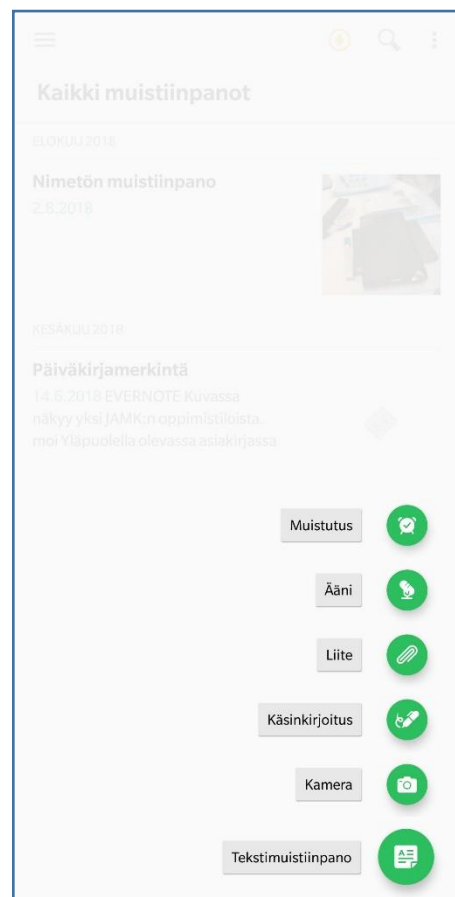 Kaikki muistiinpanot
ELOKUU 2018
Nimetön muistiinpano
2.8.2018
KESÄKUU 2018
Päiväkirjamerkintä
14.6.2018 EVERNOTE Kuvassa
näkyy yksi JAMK:n oppimistiloista.
moi Yläpuolella olevassa asiakirjassa
Muistutus
Ääni
Liite
Käsinkirjoitus
Kamera
Tekstimuistiinpano